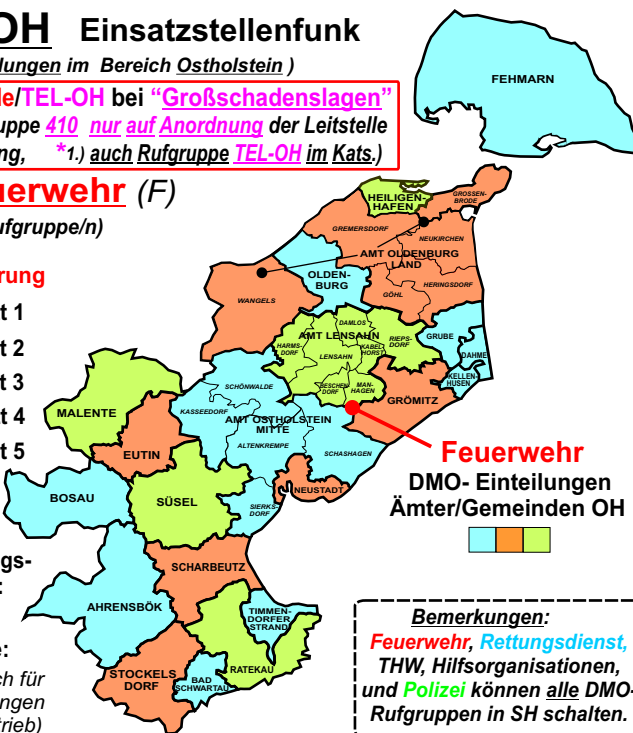 OH Einsatzstellenfunk
lungen im Bereich Ostholstein )
de/TEL-OH bei “Großschadenslagen”
uppe 410 nur auf Anordnung der Leitstelle
ng, *1.) auch Rufgruppe TEL-OH im Kats.)
uerwehr (F)
ufgruppe/n)
rung
t 1
t 2
t 3
t 4
t 5
gs-
:
e:
ch für
ngen
trieb)
FEHMARN
HEILIGEN-
HAFEN
GROSSEN-
BRODE
GREMERSDORF
NEUKIRCHEN
AMT OLDENBURG
LAND
OLDEN-
BURG
WANGELS
GÖHL
HERINGSDORF
DAMLOS
AMT LENSAHN
HARMS-
DORF
KABEL-
HORST
RIEPS-
DORF
LENSAHN
GRUBE
DAHME
KELLEN-
HUSEN
BESCHEN-
DORF
MAN-
HAGEN
GRÖMITZ
SCHÖNWALDE
KASSEEDORF
AMT OSTHOLSTEIN
MITTE
ALTENKREMPE
SCHASHAGEN
MALENTE
EUTIN
BOSAU
SÜSEL
SIERKS-
DORF
NEUSTADT
SCHARBEUTZ
AHRENSBÖK
TIMMEN-
DORFER
STRAND
RATEKAU
STOCKELS
DORF
BAD
SCHWARTAU
Feuerwehr
DMO- Einteilungen
Ämter/Gemeinden OH
Bemerkungen:
Feuerwehr, Rettungsdienst,
THW, Hilfsorganisationen,
und Polizei können alle DMO-
Rufgruppen in SH schalten.